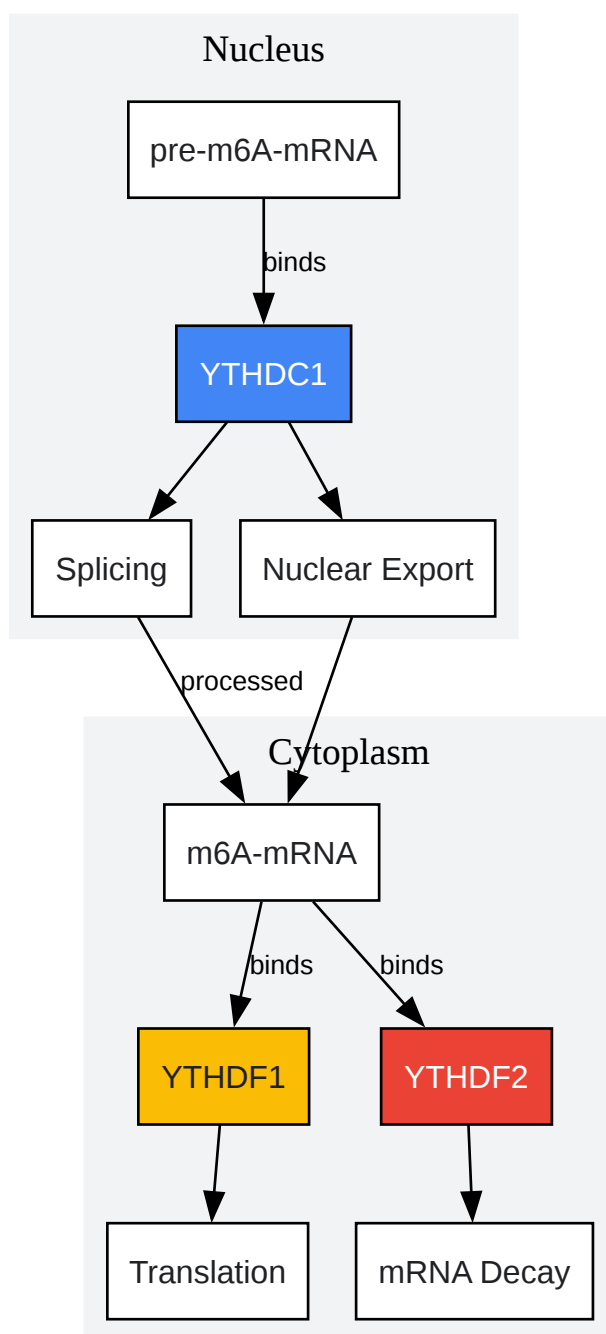 Nucleus
pre-m6A-mRNA
binds
YTHDC1
Splicing
Nuclear Export
processed
Cytoplasm
m6A-mRNA
binds
binds
YTHDF1
YTHDF2
Translation
mRNA Decay